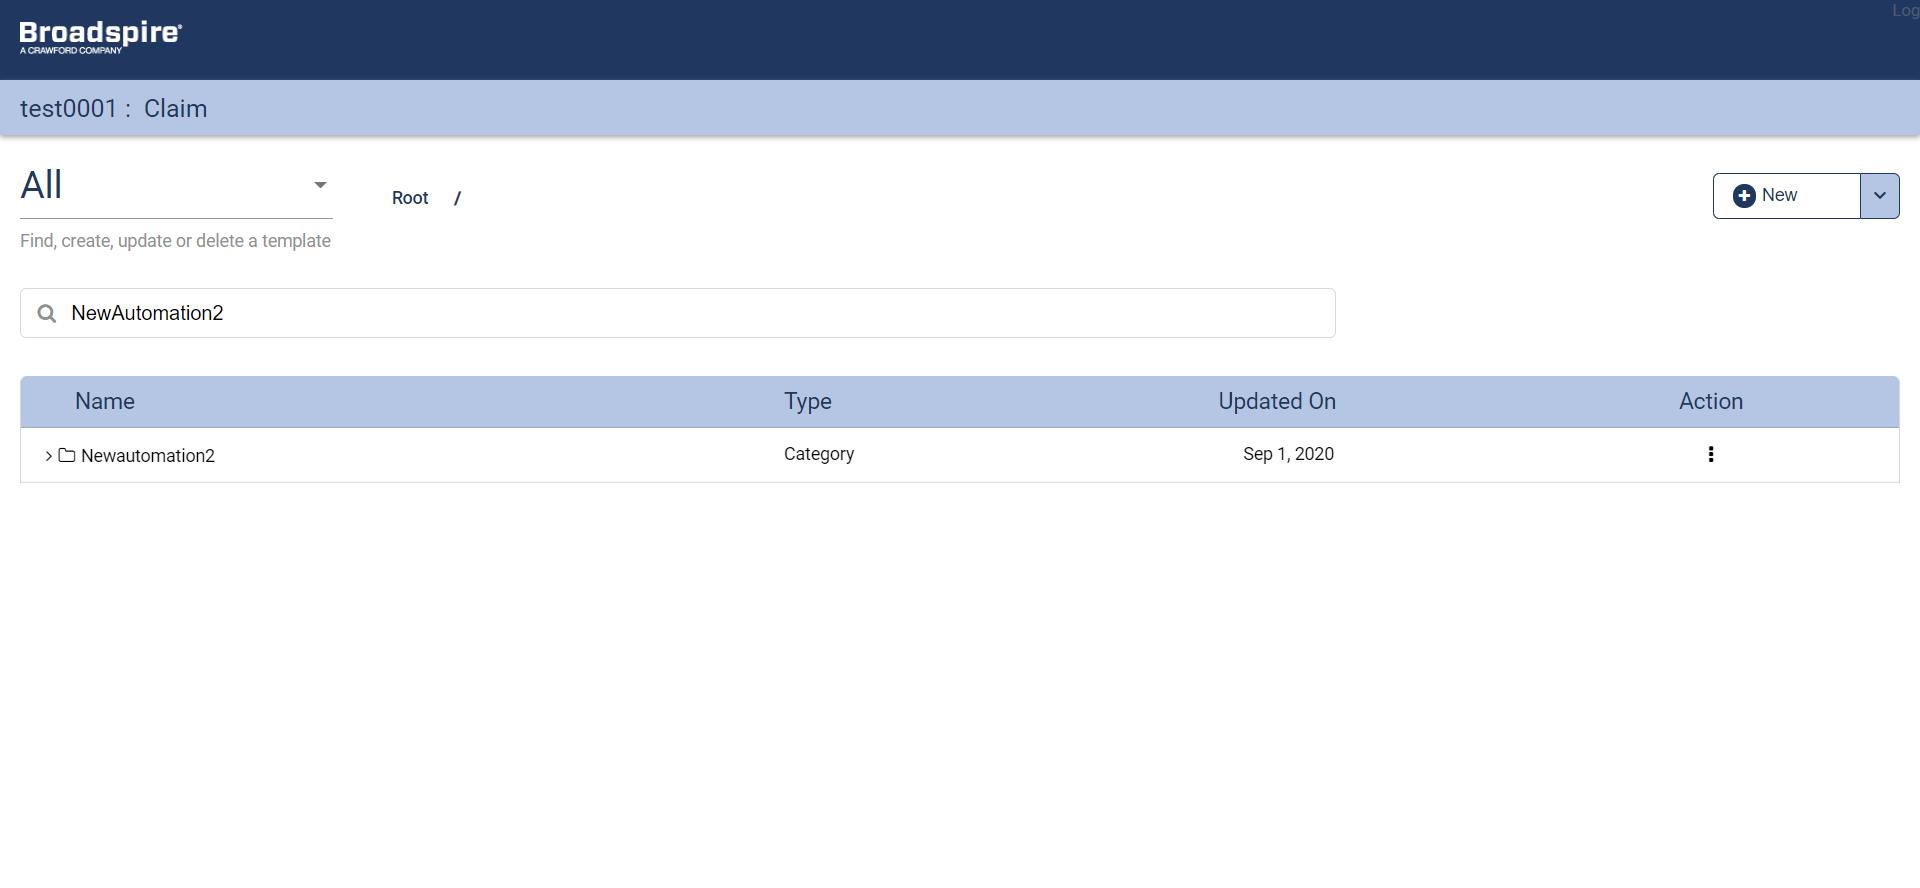 Log
Broadspire®
A CRAWFORD COMPANY
test0001 : Claim
All
Root /
New
Find, create, update or delete a template
NewAutomation2
Name Type Updated On Action
Newautomation2 Category Sep 1, 2020